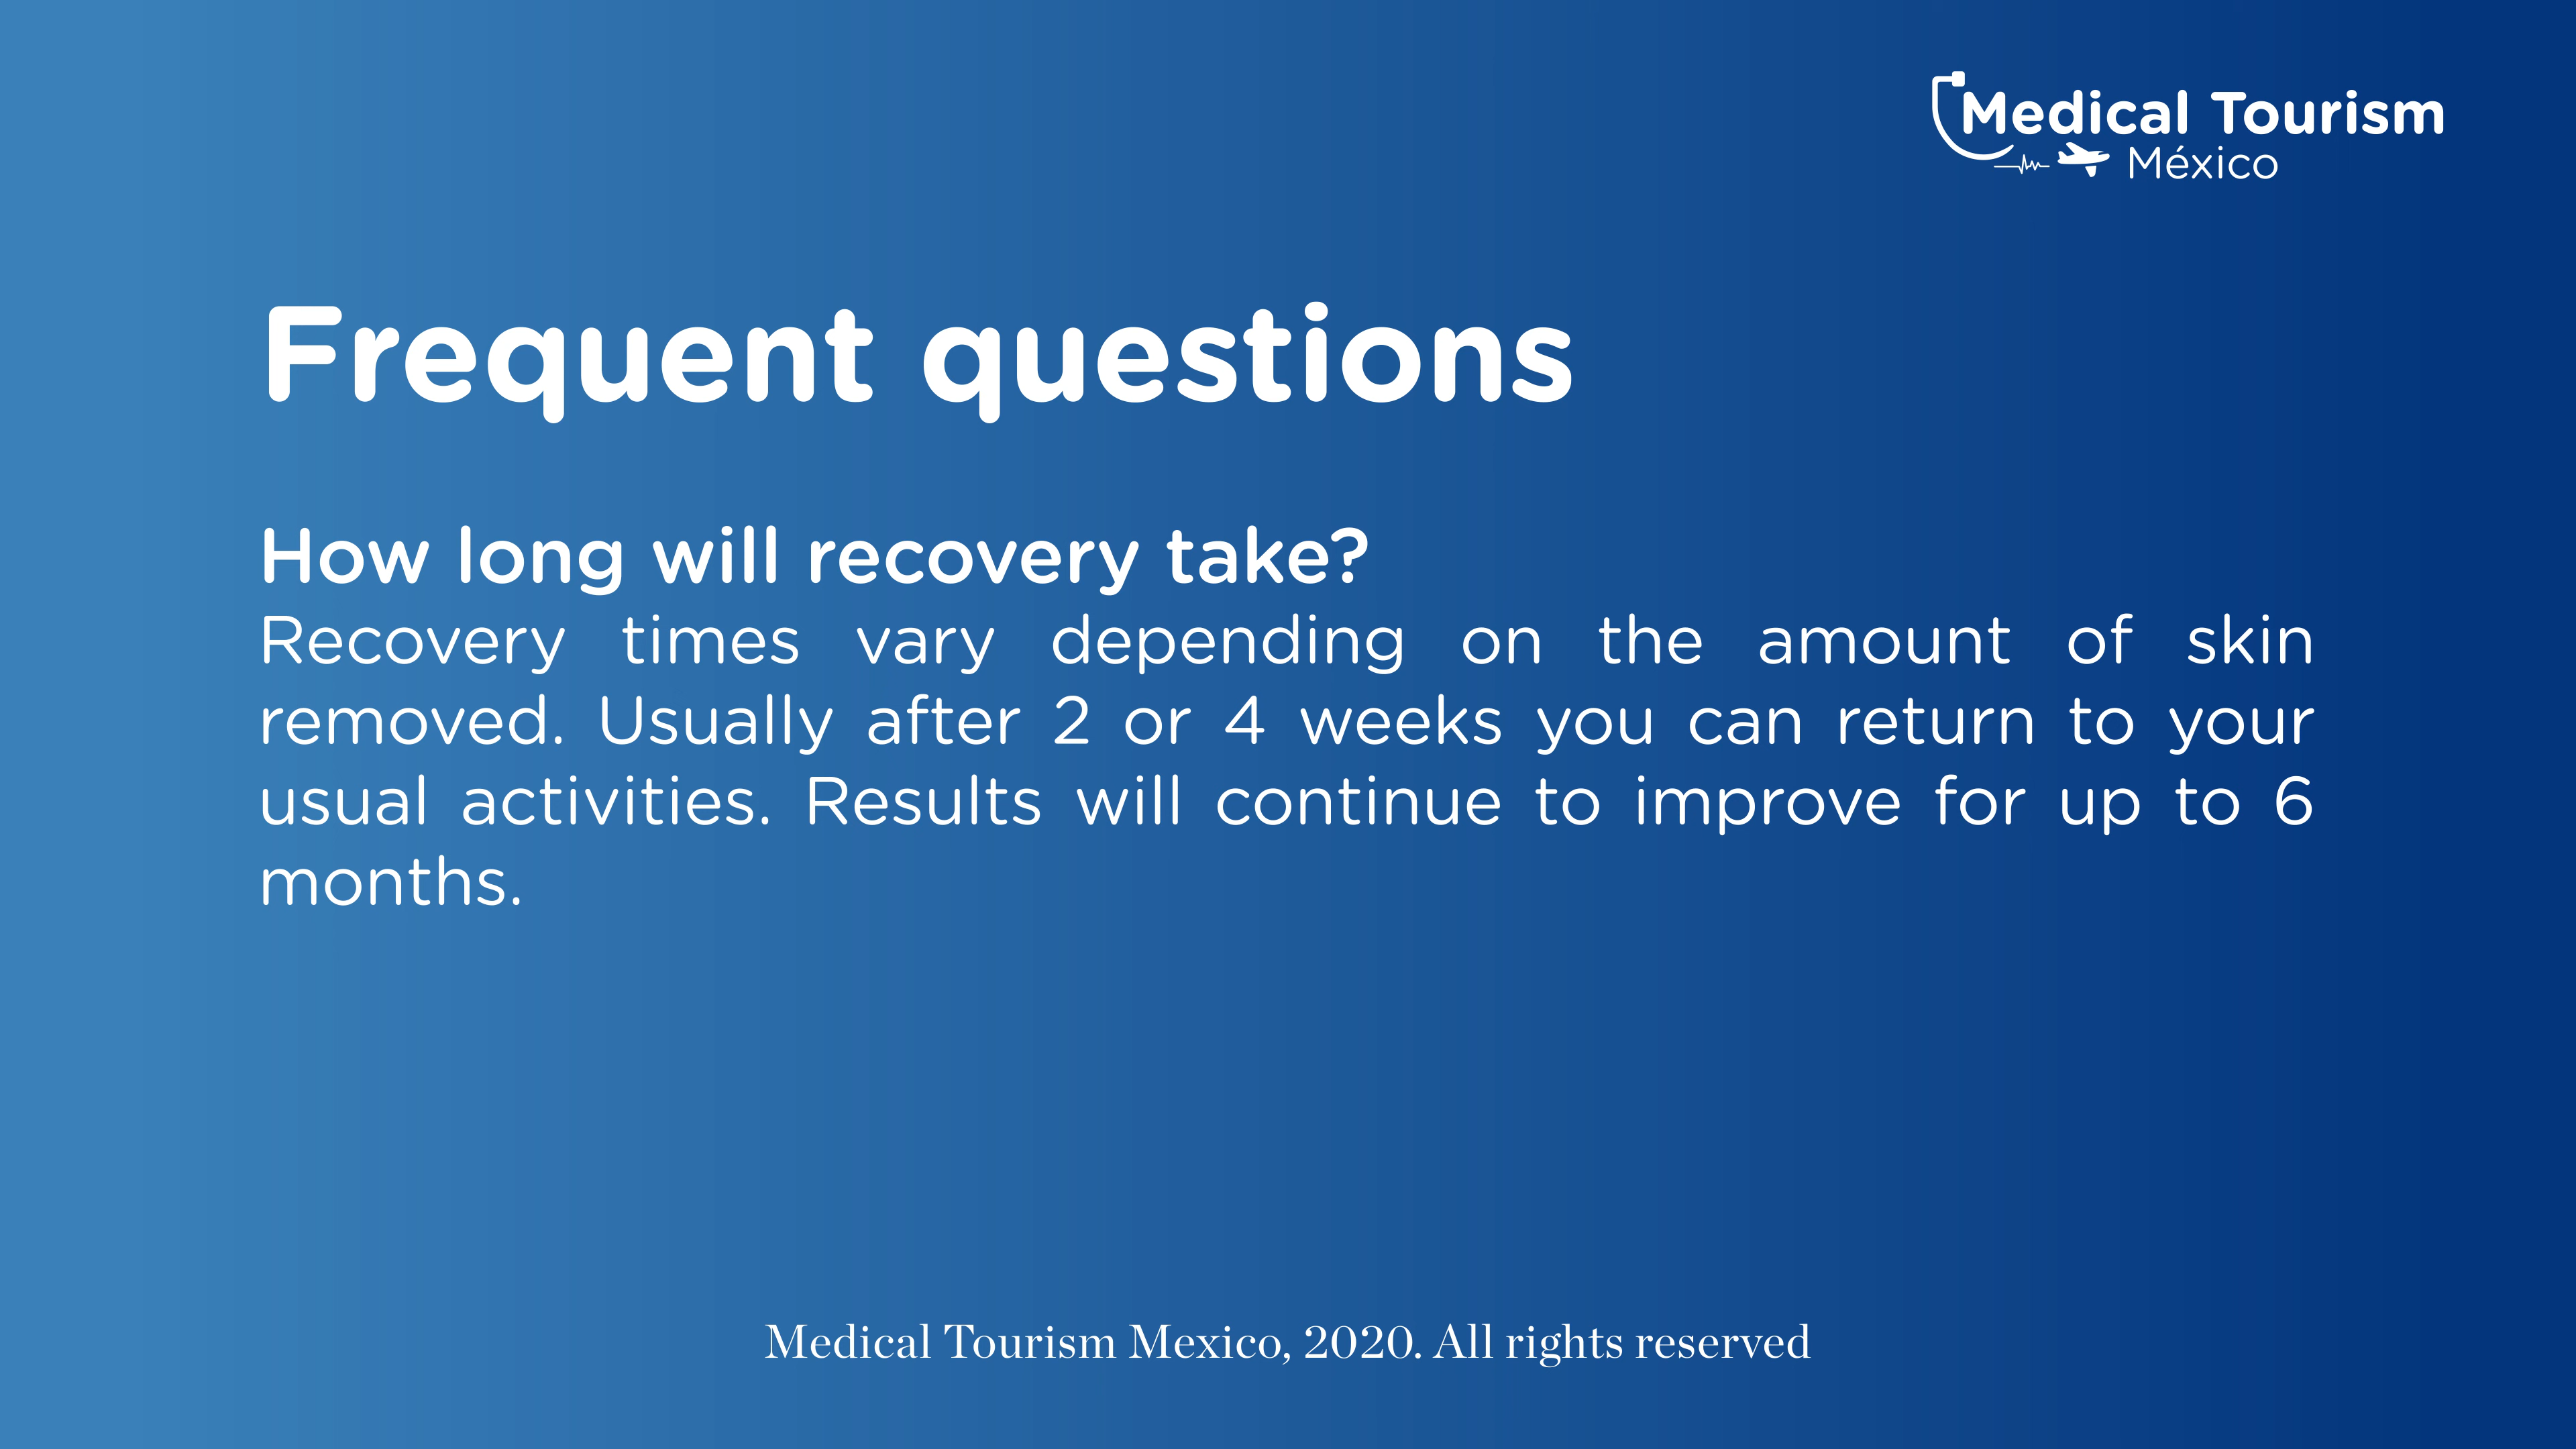 Medical Tourism
México
Frequent questions
How long will recovery take?
Recovery times vary depending on the amount of skin
removed. Usually after 2 or 4 weeks you can return to your
usual activities. Results will continue to improve for up to 6
months.
Medical Tourism Mexico, 2020. All rights reserved